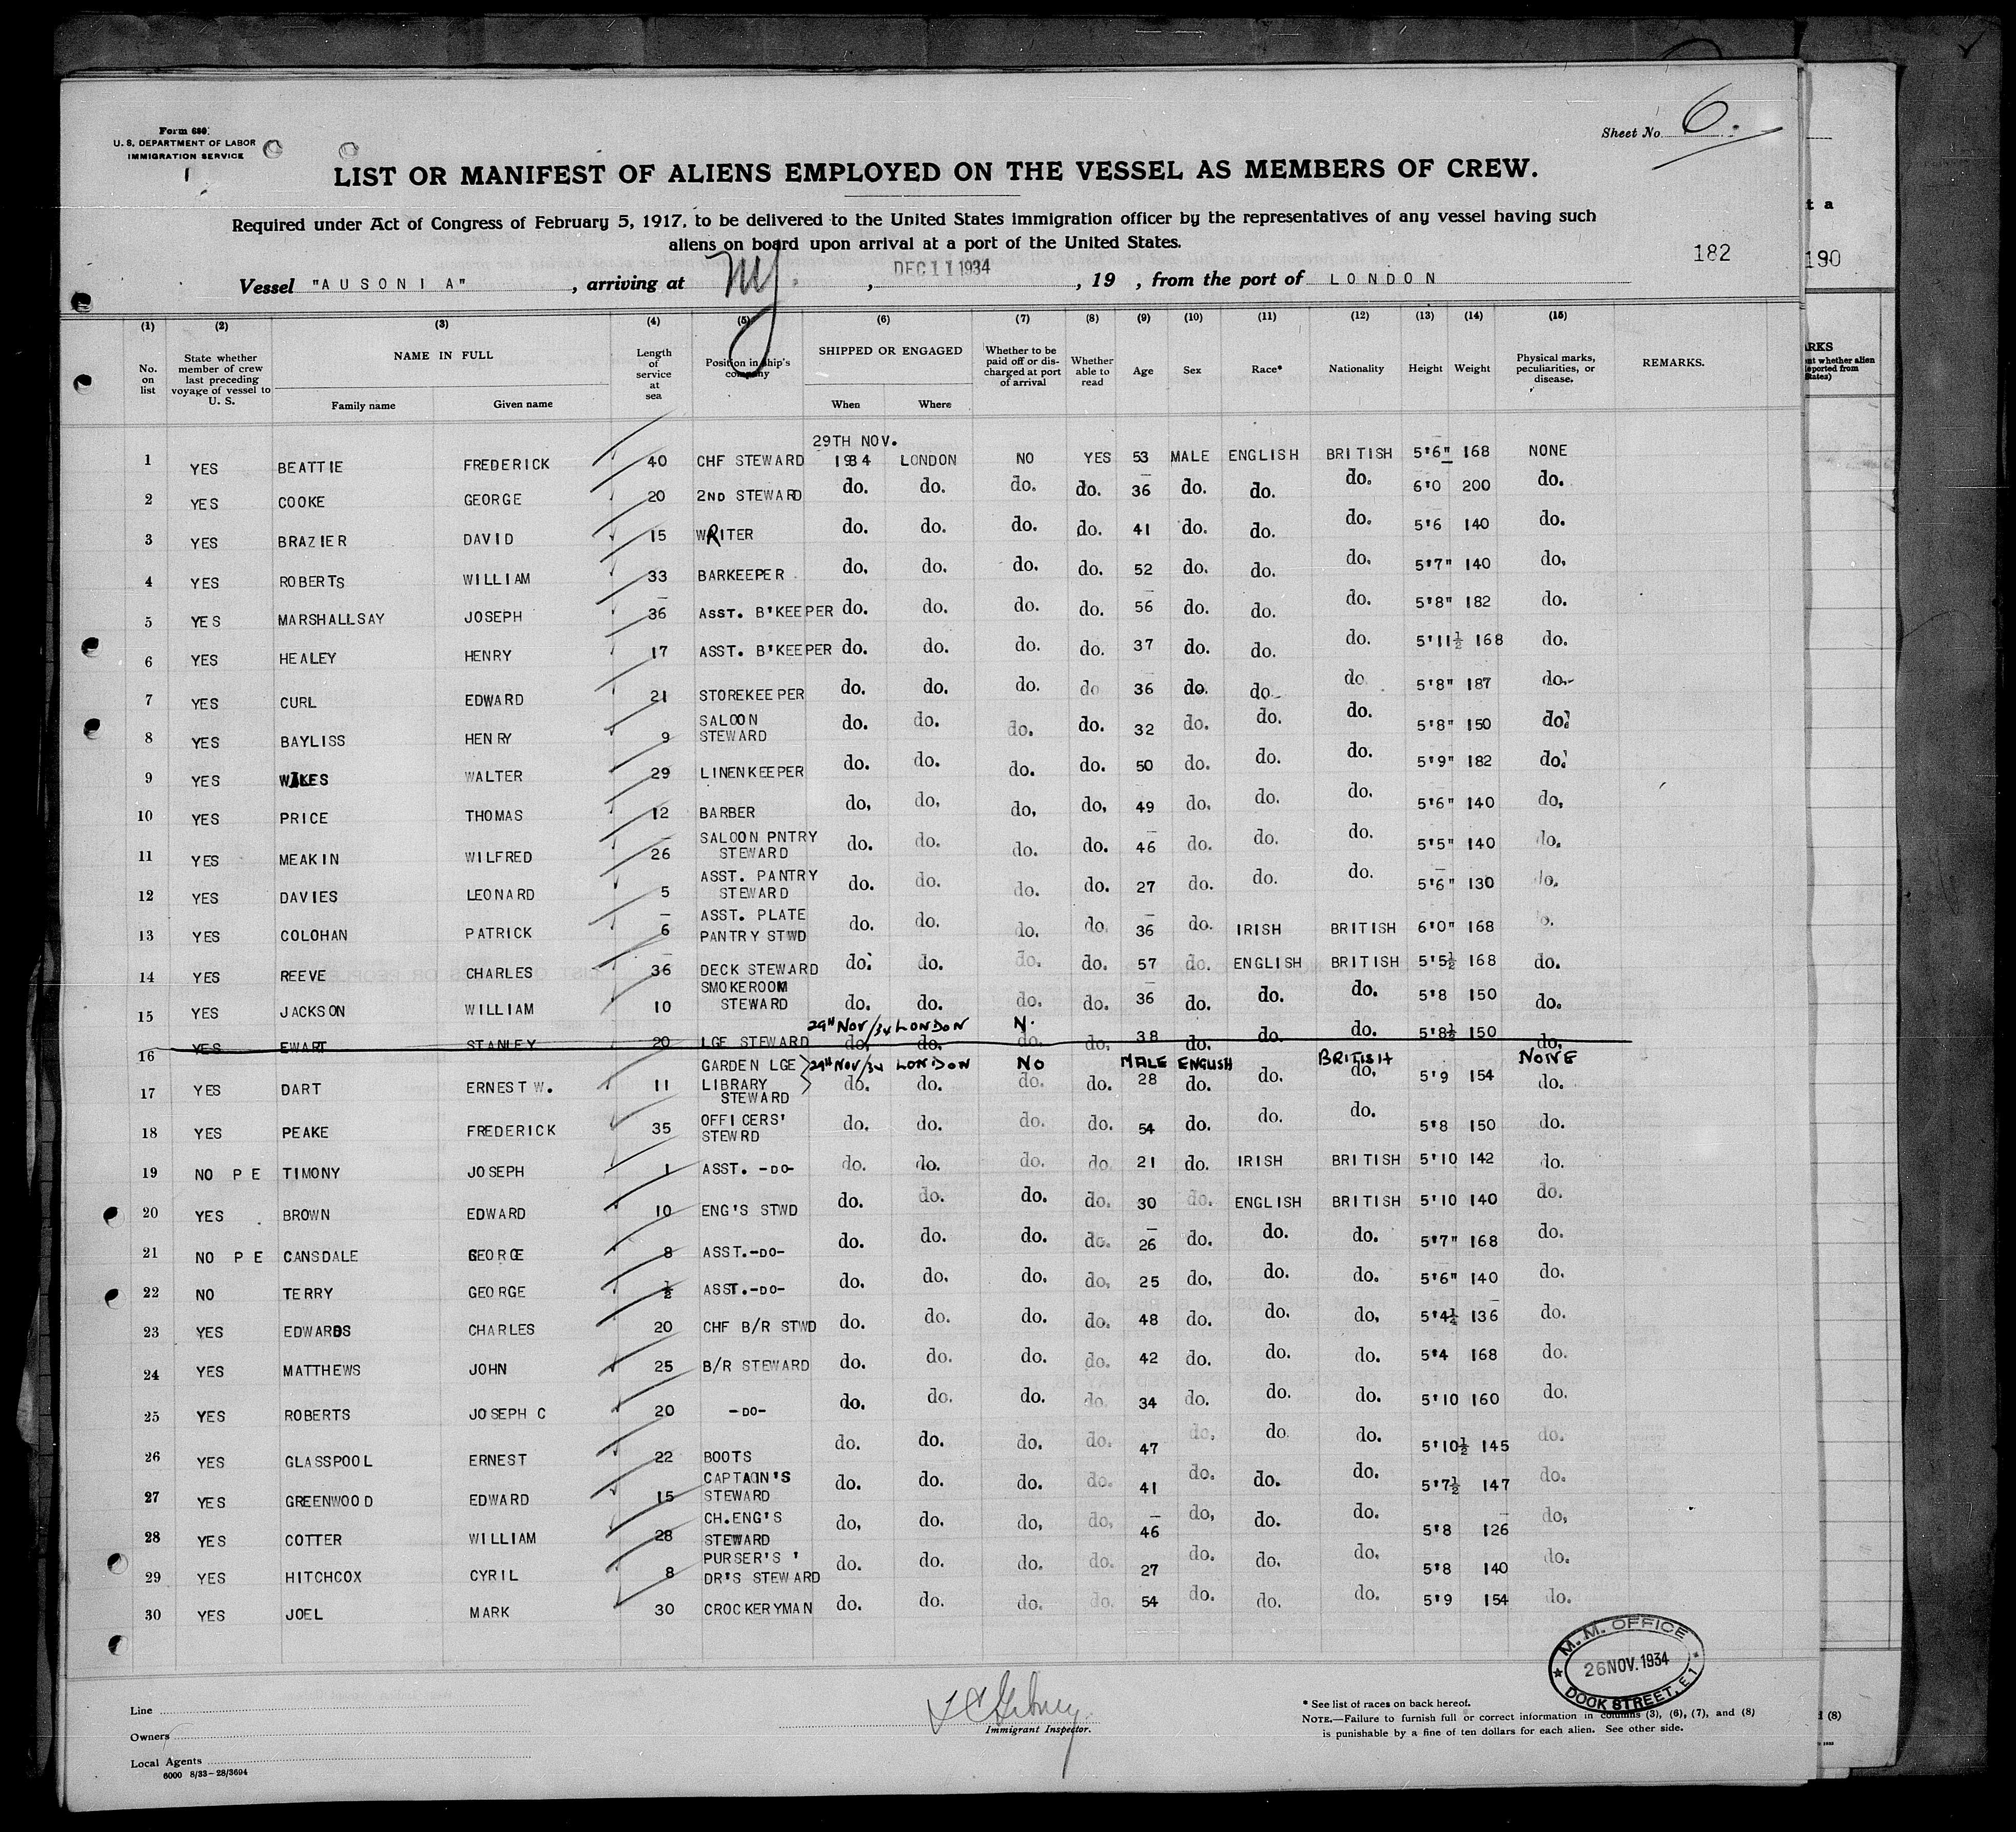 Form 680.
U. S. DEPARTMENT OF LABOR
IMMIGRATION SERVICE
1
Sheet No. 6.
LIST OR MANIFEST OF ALIENS EMPLOYED ON THE VESSEL AS MEMBERS OF CREW.
Required under Act of Congress of February 5, 1917, to be delivered to the United States immigration officer by the representatives of any vessel having such
aliens on board upon arrival at a port of the United States.
182
190
t a
Vessel "AUSONIA", arriving at NY., DEC 11 1934, 19 , from the port of LONDON
(1) (2) (3) (4) (5) (6) (7) (8) (9) (10) (11) (12) (13) (14) (15)
No. on list | State whether member of crew last preceding voyage of vessel to U. S. | NAME IN FULL | Family name | Given name | Length of service at sea | Position in ship's company | SHIPPED OR ENGAGED | When | Where | Whether to be paid off or discharged at port of arrival | Whether able to read | Age | Sex | Race* | Nationality | Height | Weight | Physical marks, peculiarities, or disease. | REMARKS.
1 YES BEATTIE FREDERICK 40 CHF STEWARD 29TH NOV. 1934 LONDON NO YES 53 MALE ENGLISH BRITISH 5'6" 168 NONE
2 YES COOKE GEORGE 20 2ND STEWARD do. do. do. do. 36 do. do. do. 6'0 200 do.
3 YES BRAZIER DAVID 15 WRITER do. do. do. do. 41 do. do. do. 5'6 140 do.
4 YES ROBERTS WILLIAM 33 BARKEEPER do. do. do. do. 52 do. do. do. 5'7" 140 do.
5 YES MARSHALLSAY JOSEPH 36 ASST. B'KEEPER do. do. do. do. 56 do. do. do. 5'8" 182 do.
6 YES HEALEY HENRY 17 ASST. B'KEEPER do. do. do. do. 37 do. do. do. 5'11½ 168 do.
7 YES CURL EDWARD 21 STOREKEEPER do. do. do. do 36 do. do. do 5'8" 187 do.
8 YES BAYLISS HENRY 9 SALOON STEWARD do. do. do. do. 32 do. do. do. 5'8" 150 do.
9 YES WILKES WALTER 29 LINENKEEPER do. do. do. do. 50 do. do. do. 5'9" 182 do.
10 YES PRICE THOMAS 12 BARBER do. do. do. do. 49 do. do. do. 5'6" 140 do.
11 YES MEAKIN WILFRED 26 SALOON PNTRY STEWARD do. do. do. do. 46 do. do. do. 5'5" 140 do.
12 YES DAVIES LEONARD 5 ASST. PANTRY STEWARD do. do. do. do. 27 do. do. do. 5'6" 130 do.
13 YES COLOHAN PATRICK 6 ASST. PLATE PANTRY STWD do. do. do. do. 36 do. IRISH BRITISH 6'0" 168 o.
14 YES REEVE CHARLES 36 DECK STEWARD do. do. do. do. 57 do. ENGLISH BRITISH 5'5½ 168 do.
15 YES JACKSON WILLIAM 10 SMOKEROOM STEWARD do. do. do. do. 36 do. do. do. 5'8 150 do.
29th NOV/34 LONDON N.
16 YES EWART STANLEY 20 LGE STEWARD do. do. do. do. 38 do. do. do. 5'8½ 150 do.
29th NOV/34 LONDON NO MALE ENGLISH BRITISH NONE
17 YES DART ERNEST W. 11 GARDEN LGE LIBRARY STEWARD do. do. do. do. 28 do. do. do. 5'9 154 do.
18 YES PEAKE FREDERICK 35 OFFICERS' STEWRD do. do. do. do. 54 do. do. do. 5'8 150 do.
19 NO P E TIMONY JOSEPH 1 ASST. -DO- do. do. do. do 21 do. IRISH BRITISH 5'10 142 do.
20 YES BROWN EDWARD 10 ENG'S STWD do. do. do. do. 30 do. ENGLISH BRITISH 5'10 140 do.
21 NO P E CANSDALE GEORGE 8 ASST.-DO- do. do. do. do. 26 do. do. do. 5'7" 168 do.
22 NO TERRY GEORGE ½ ASST.-DO- do. do. do. do. 25 do. do. do. 5'6" 140 do.
23 YES EDWARDS CHARLES 20 CHF B/R STWD do. do. do. do. 48 do. do. do. 5'4¼ 136 do.
24 YES MATTHEWS JOHN 25 B/R STEWARD do. do. do. do. 42 do. do. do. 5'4 168 do.
25 YES ROBERTS JOSEPH C 20 -DO- do. do. do. do. 34 do. do. do. 5'10 160 do.
26 YES GLASSPOOL ERNEST 22 BOOTS do. do. do. do. 47 do. do do. 5'10½ 145 do.
27 YES GREENWOOD EDWARD 15 CAPTAIN'S STEWARD do. do. do. do. 41 do. do. do. 5'7½ 147 do.
28 YES COTTER WILLIAM 28 CH.ENG'S STEWARD do. do. do. do. 46 do. do. do. 5'8 126 do.
29 YES HITCHCOX CYRIL 8 PURSER'S ' DR'S STEWARD do. do. do. do. 27 do. do. do. 5'8 140 do.
30 YES JOEL MARK 30 CROCKERYMAN do. do. do. do. 54 do. do. do. 5'9 154 do.
M. M. OFFICE
26 NOV. 1934
DOCK STREET, E1
Line
Owners
Local Agents
6000 8/33-28/3694
Immigrant Inspector.
* See list of races on back hereof.
NOTE.—Failure to furnish full or correct information in columns (3), (6), (7), and (8)
is punishable by a fine of ten dollars for each alien. See other side.